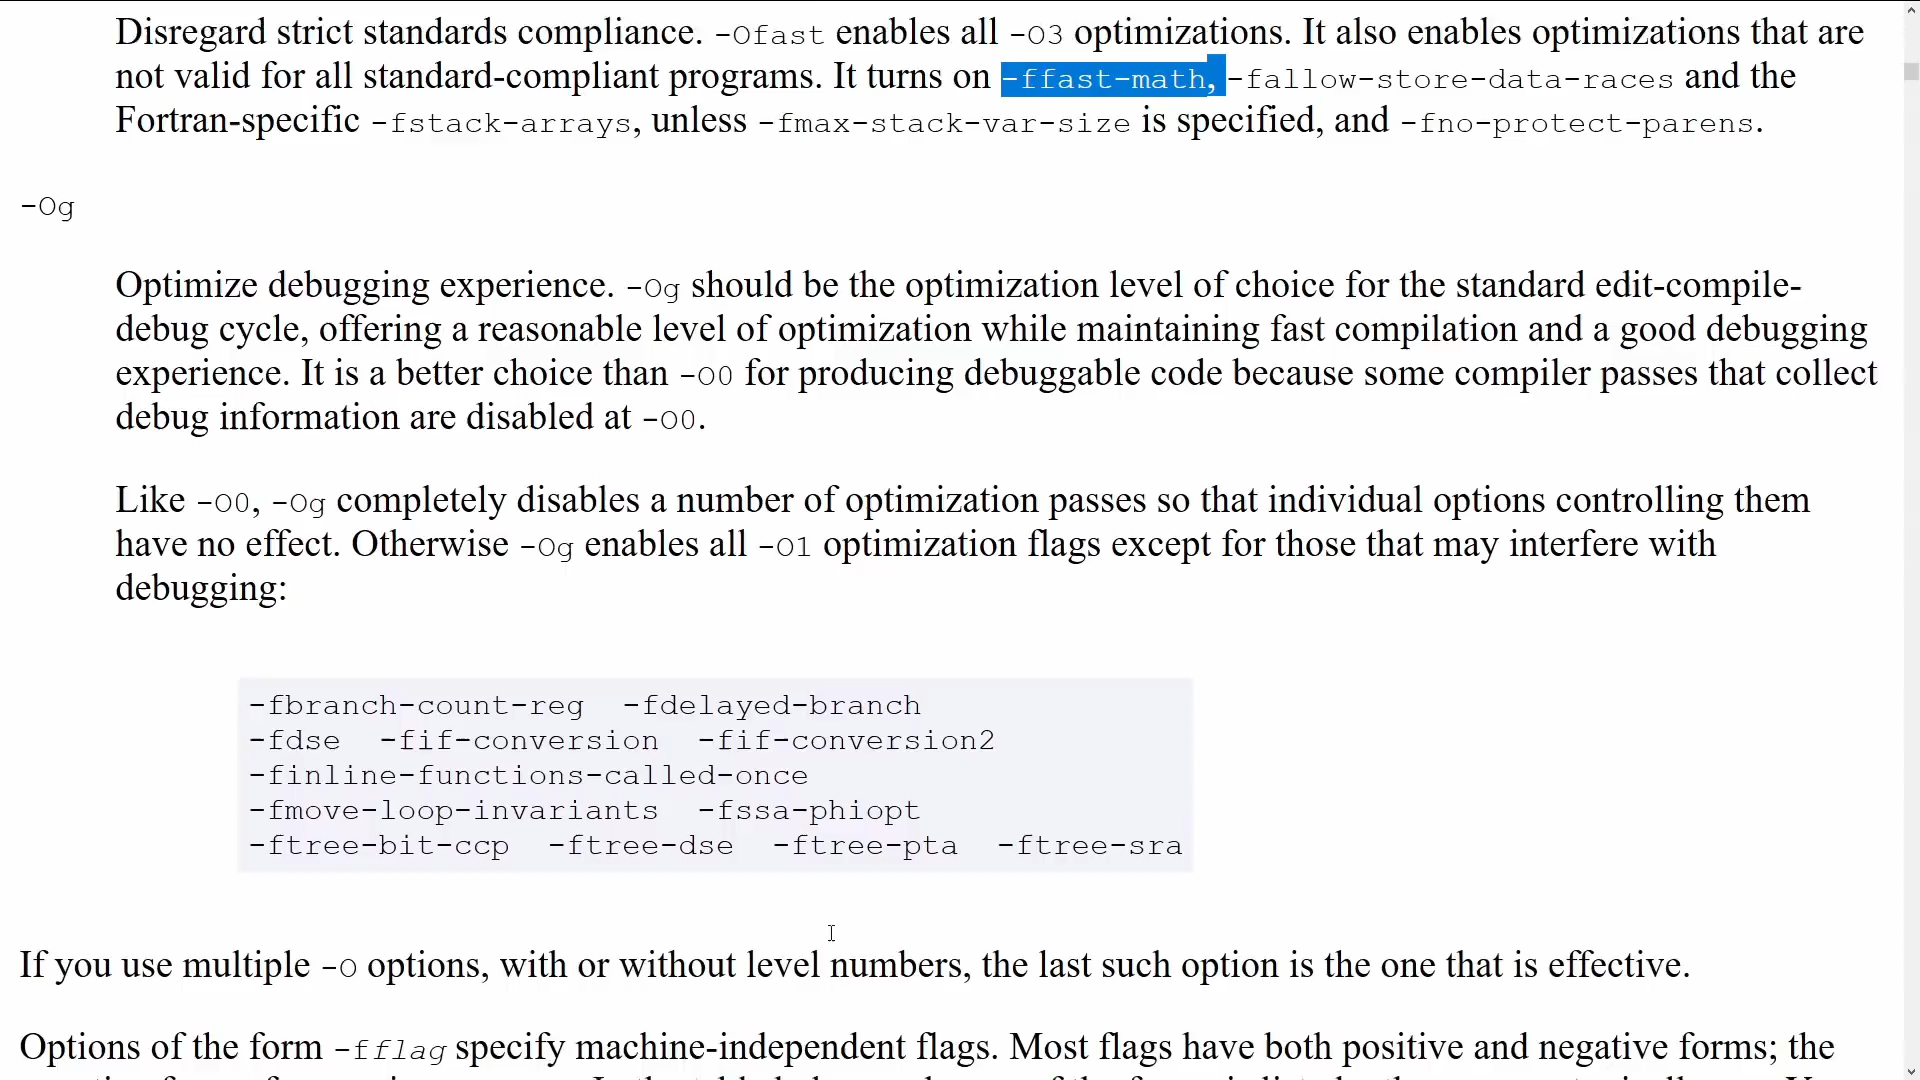 Disregard strict standards compliance. -Ofast enables all -O3 optimizations. It also enables optimizations that are
not valid for all standard-compliant programs. It turns on -ffast-math, -fallow-store-data-races and the
Fortran-specific -fstack-arrays, unless -fmax-stack-var-size is specified, and -fno-protect-parens.
-Og
Optimize debugging experience. -Og should be the optimization level of choice for the standard edit-compile-
debug cycle, offering a reasonable level of optimization while maintaining fast compilation and a good debugging
experience. It is a better choice than -O0 for producing debuggable code because some compiler passes that collect
debug information are disabled at -O0.
Like -O0, -Og completely disables a number of optimization passes so that individual options controlling them
have no effect. Otherwise -Og enables all -O1 optimization flags except for those that may interfere with
debugging:
-fbranch-count-reg  -fdelayed-branch
-fdse  -fif-conversion  -fif-conversion2
-finline-functions-called-once
-fmove-loop-invariants  -fssa-phiopt
-ftree-bit-ccp  -ftree-dse  -ftree-pta  -ftree-sra
If you use multiple -O options, with or without level numbers, the last such option is the one that is effective.
Options of the form -fflag specify machine-independent flags. Most flags have both positive and negative forms; the